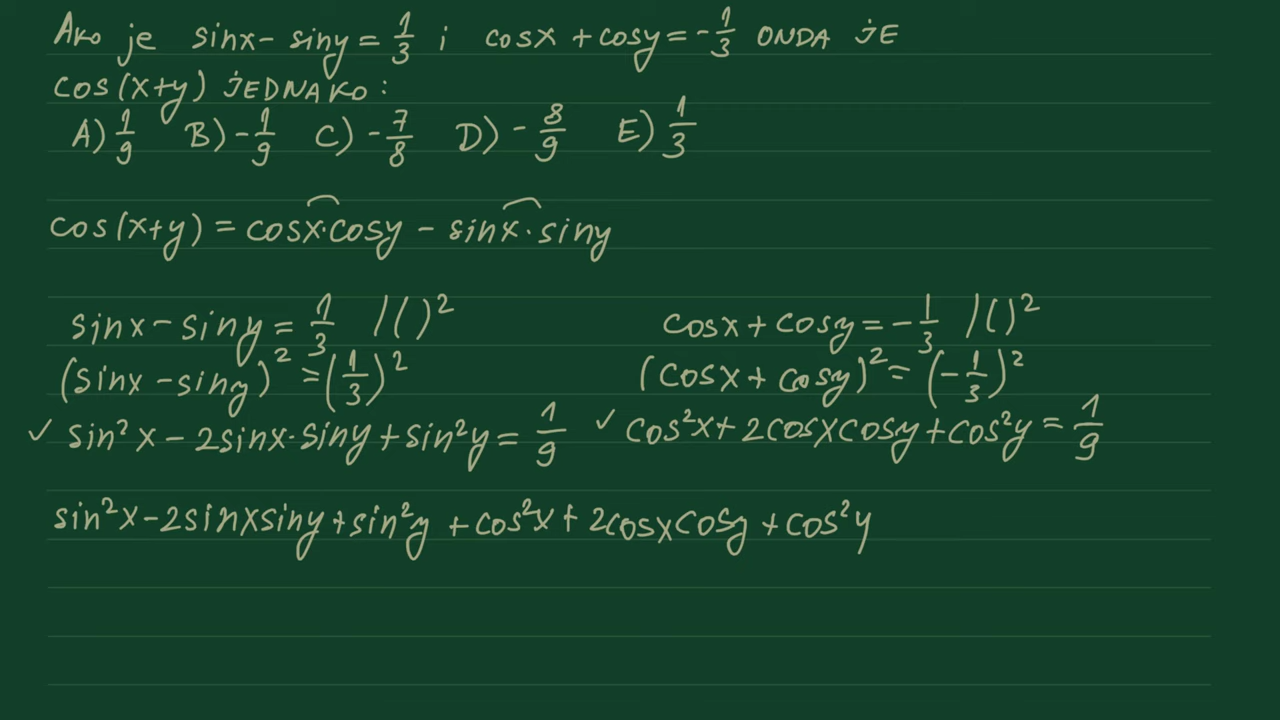 Ako je sinx - siny = 1/3 i cosx + cosy = -1/3 ONDA JE
cos(x+y) JEDNAKO:
A) 1/9 B) -1/9 C) -7/8 D) -8/9 E) 1/3
cos(x+y) = cosx·cosy - sinx·siny
sinx - siny = 1/3 /( )²
cosx + cosy = -1/3 /( )²
(sinx - siny)² = (1/3)²
(cosx + cosy)² = (-1/3)²
✓ sin²x - 2sinx·siny + sin²y = 1/9
✓ cos²x + 2cosxcosy + cos²y = 1/9
sin²x - 2sinxsiny + sin²y + cos²x + 2cosxcosy + cos²y